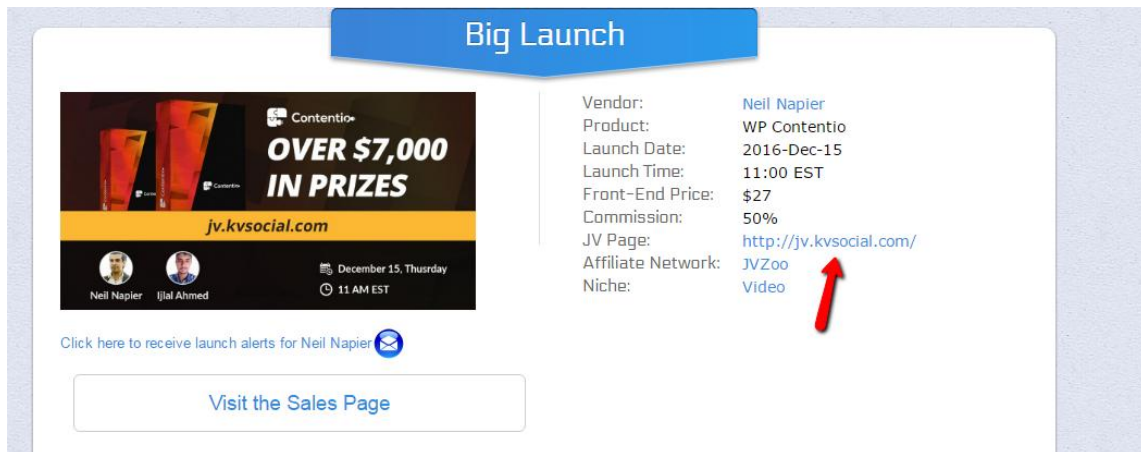 Big Launch
Contentio
OVER $7,000
IN PRIZES
jv.kvsocial.com
Neil Napier
Ijlal Ahmed
December 15, Thusrday
11 AM EST
Click here to receive launch alerts for Neil Napier
Visit the Sales Page
Vendor: Neil Napier
Product: WP Contentio
Launch Date: 2016-Dec-15
Launch Time: 11:00 EST
Front-End Price: $27
Commission: 50%
JV Page: http://jv.kvsocial.com/
Affiliate Network: JVZoo
Niche: Video